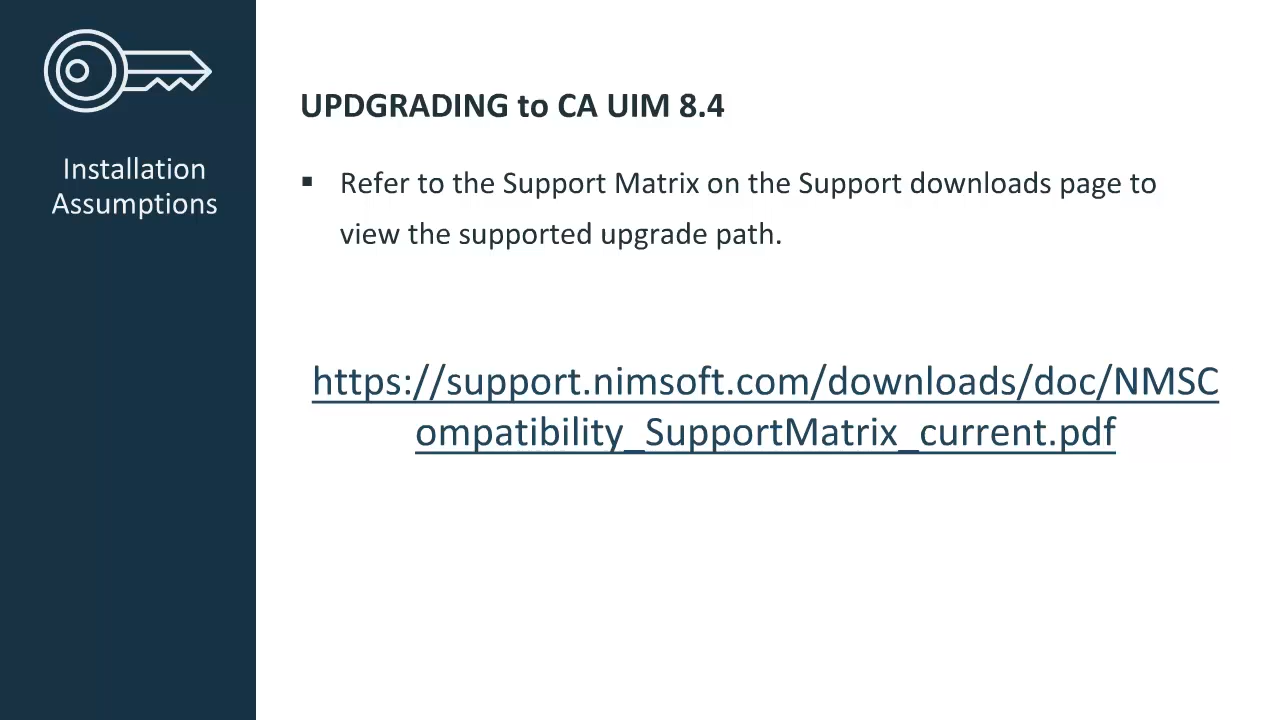 Installation
Assumptions
UPDGRADING to CA UIM 8.4
▪ Refer to the Support Matrix on the Support downloads page to
view the supported upgrade path.
https://support.nimsoft.com/downloads/doc/NMSC
ompatibility_SupportMatrix_current.pdf